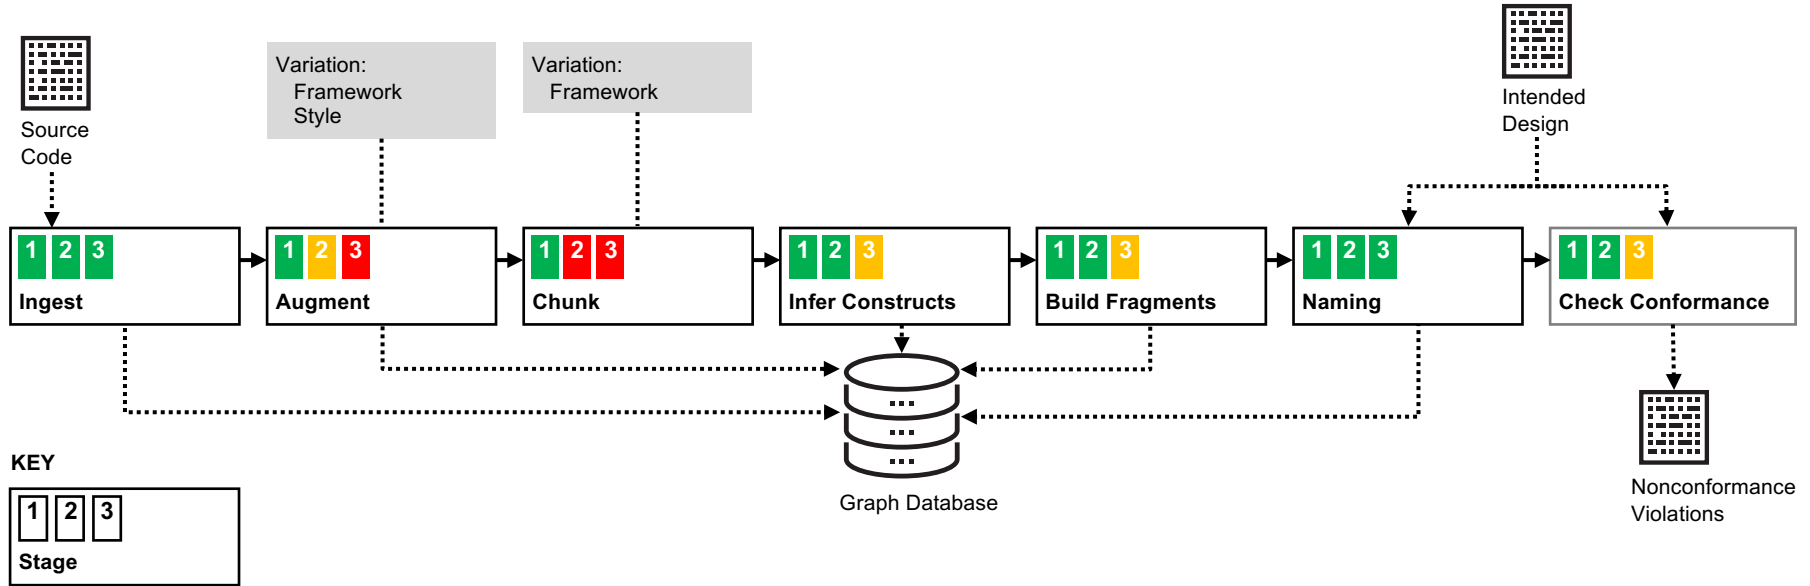 Source
Code
Variation:
Framework
Style
Variation:
Framework
Intended
Design
1 2 3
Ingest
1 2 3
Augment
1 2 3
Chunk
1 2 3
Infer Constructs
1 2 3
Build Fragments
1 2 3
Naming
1 2 3
Check Conformance
Graph Database
Nonconformance
Violations
KEY
1 2 3
Stage